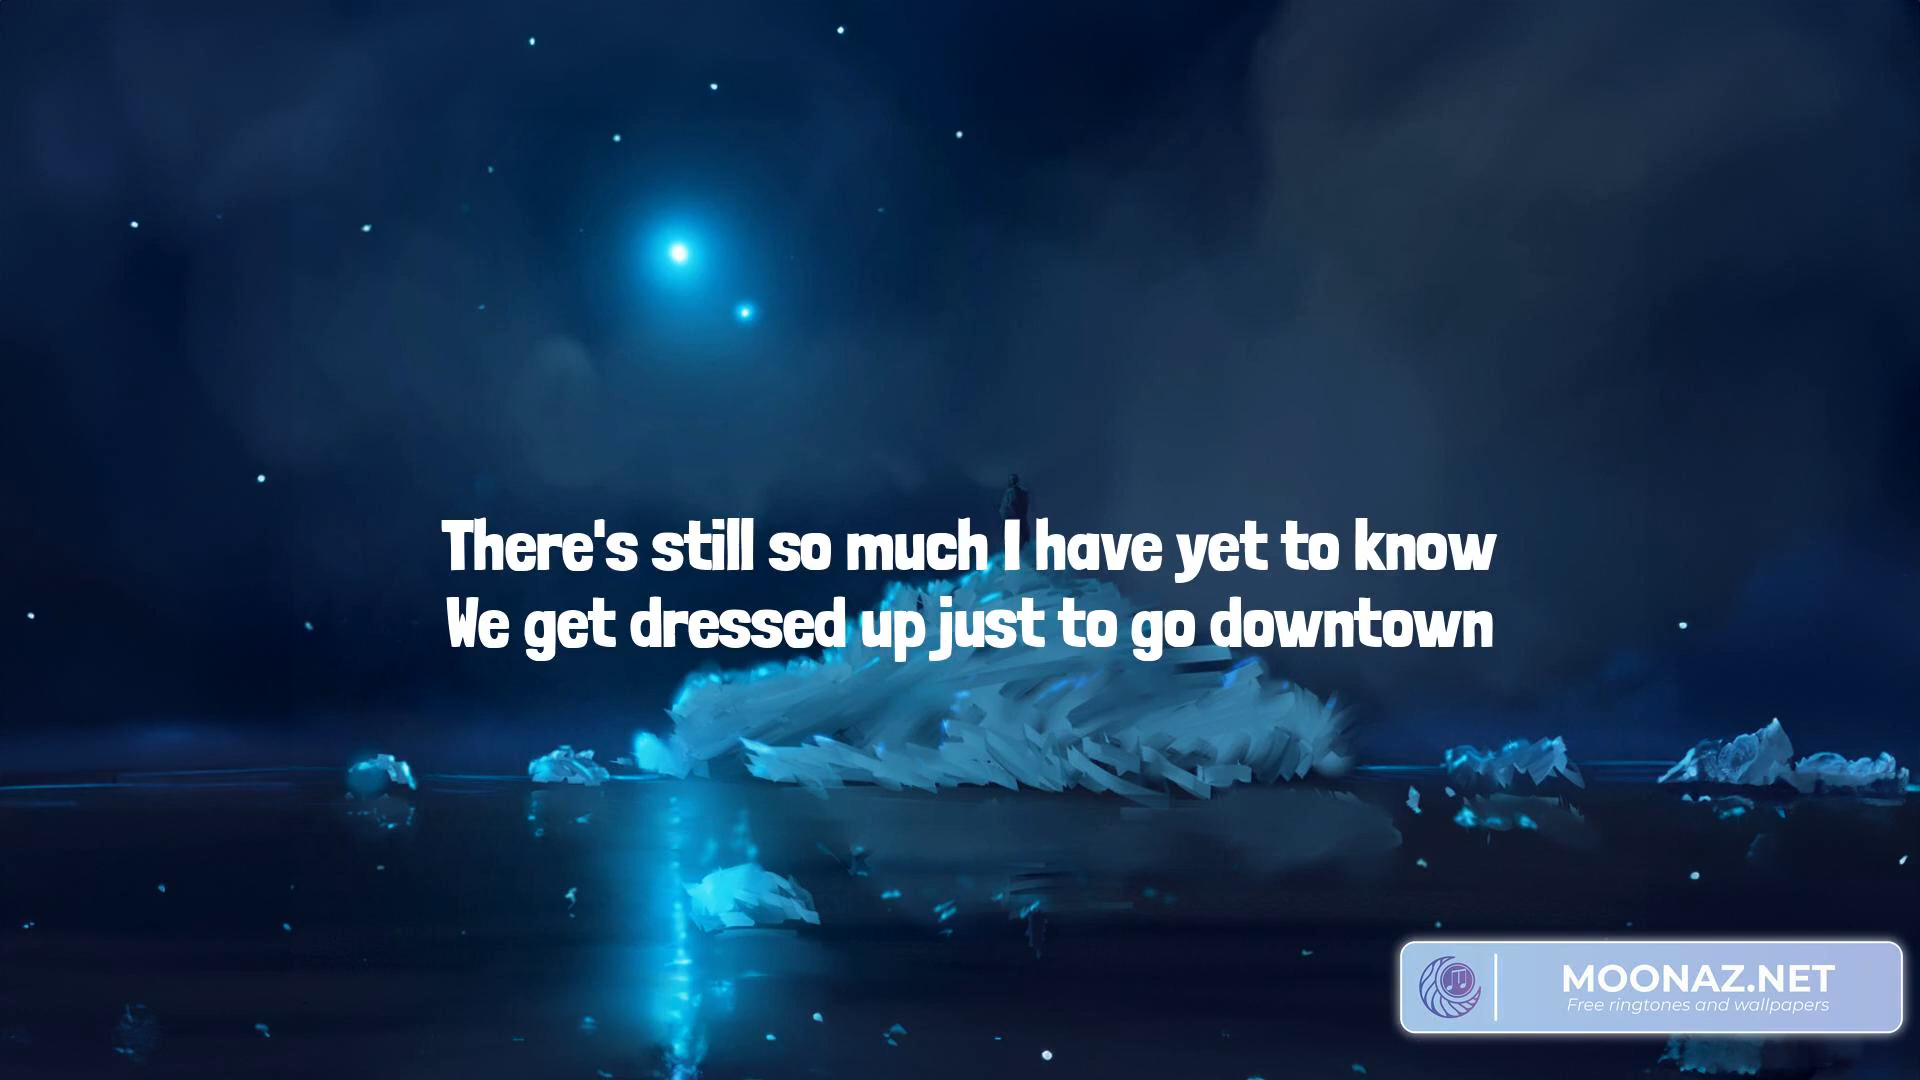 There's still so much I have yet to know
We get dressed up just to go downtown
MOONAZ.NET
Free ringtones and wallpapers